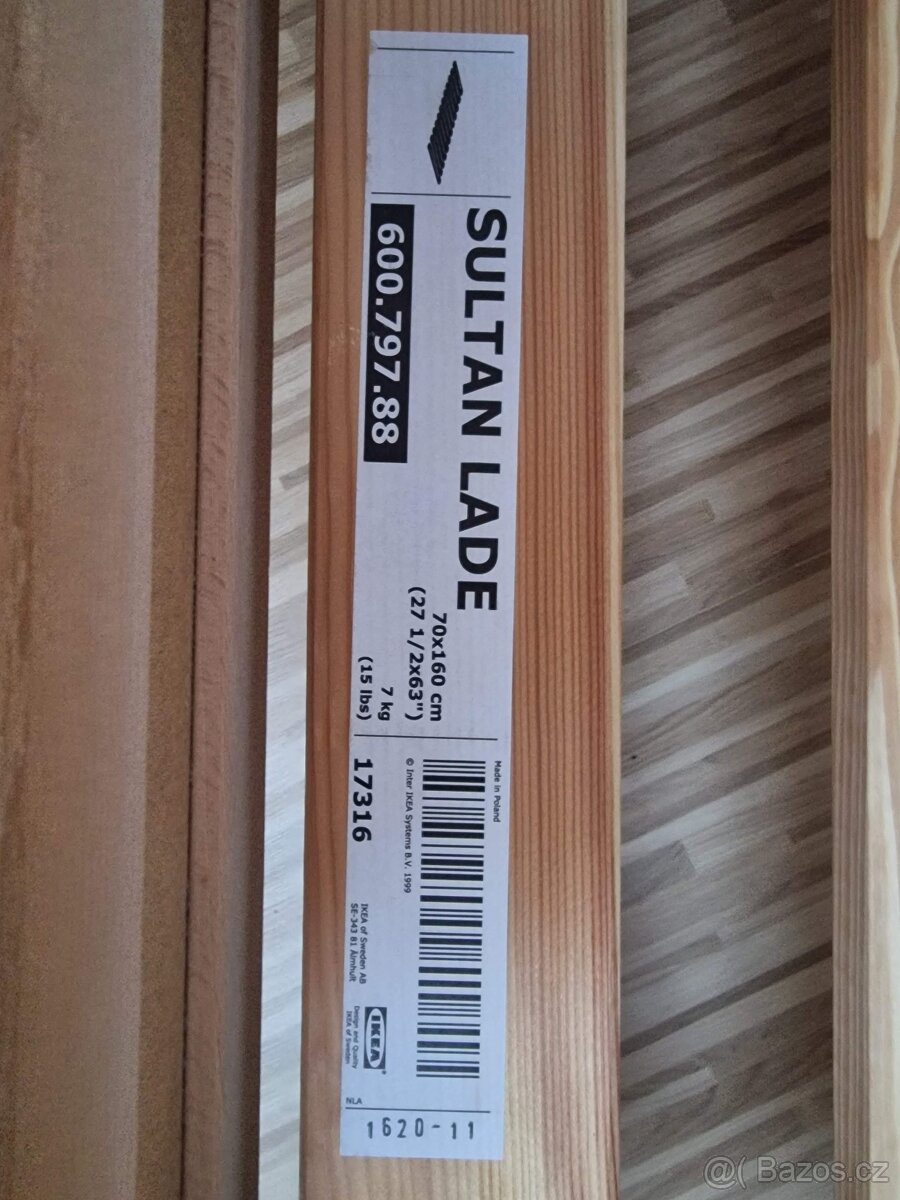 SULTAN LADE
600.797.88
70x160 cm
(27 1/2x63")
7 kg
(15 lbs)
Made in Poland
© Inter IKEA Systems B.V. 1999
17316
IKEA of Sweden AB
SE-343 81 Älmhult
IKEA®
Design and Quality
IKEA of Sweden
NLA
1620-11
@( Bazos.cz